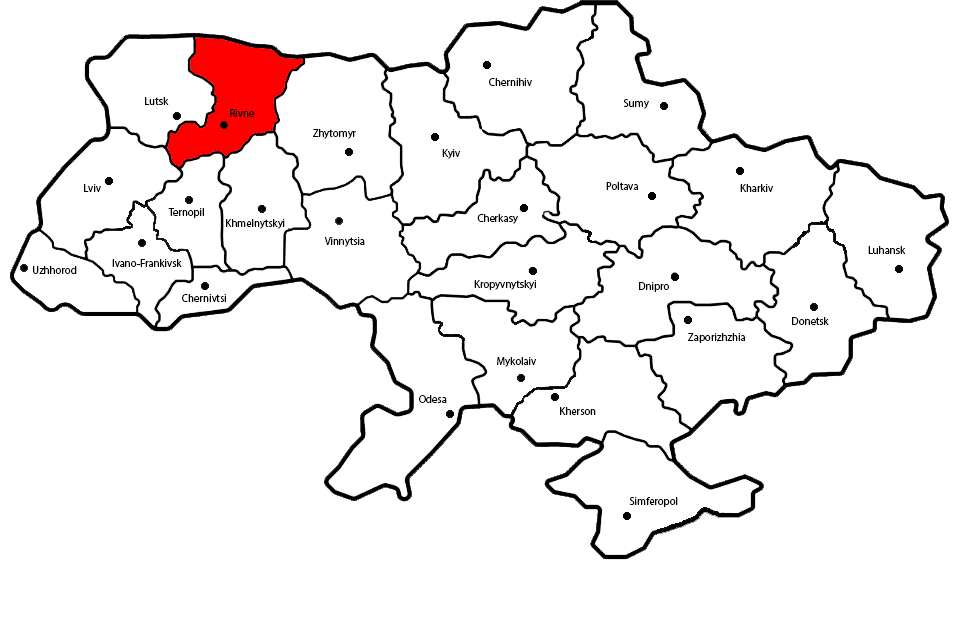 Chernihiv
Sumy
Lutsk
Rivne
Zhytomyr
Kyiv
Lviv
Ternopil
Khmelnytskyi
Vinnytsia
Cherkasy
Poltava
Kharkiv
Luhansk
Uzhhorod
Ivano-Frankivsk
Chernivtsi
Kropyvnytskyi
Dnipro
Donetsk
Zaporizhzhia
Mykolaiv
Odesa
Kherson
Simferopol